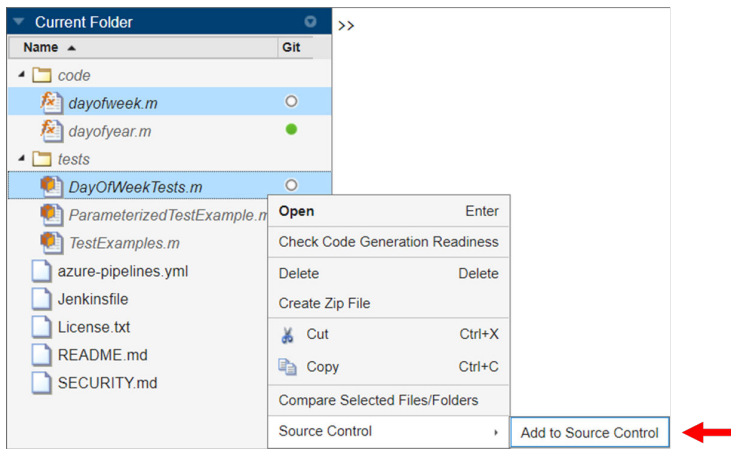 Current Folder
>>
Name Git
code
dayofweek.m
dayofyear.m
tests
DayOfWeekTests.m
ParameterizedTestExample.m
TestExamples.m
azure-pipelines.yml
Jenkinsfile
License.txt
README.md
SECURITY.md
Open Enter
Check Code Generation Readiness
Delete Delete
Create Zip File
Cut Ctrl+X
Copy Ctrl+C
Compare Selected Files/Folders
Source Control
Add to Source Control